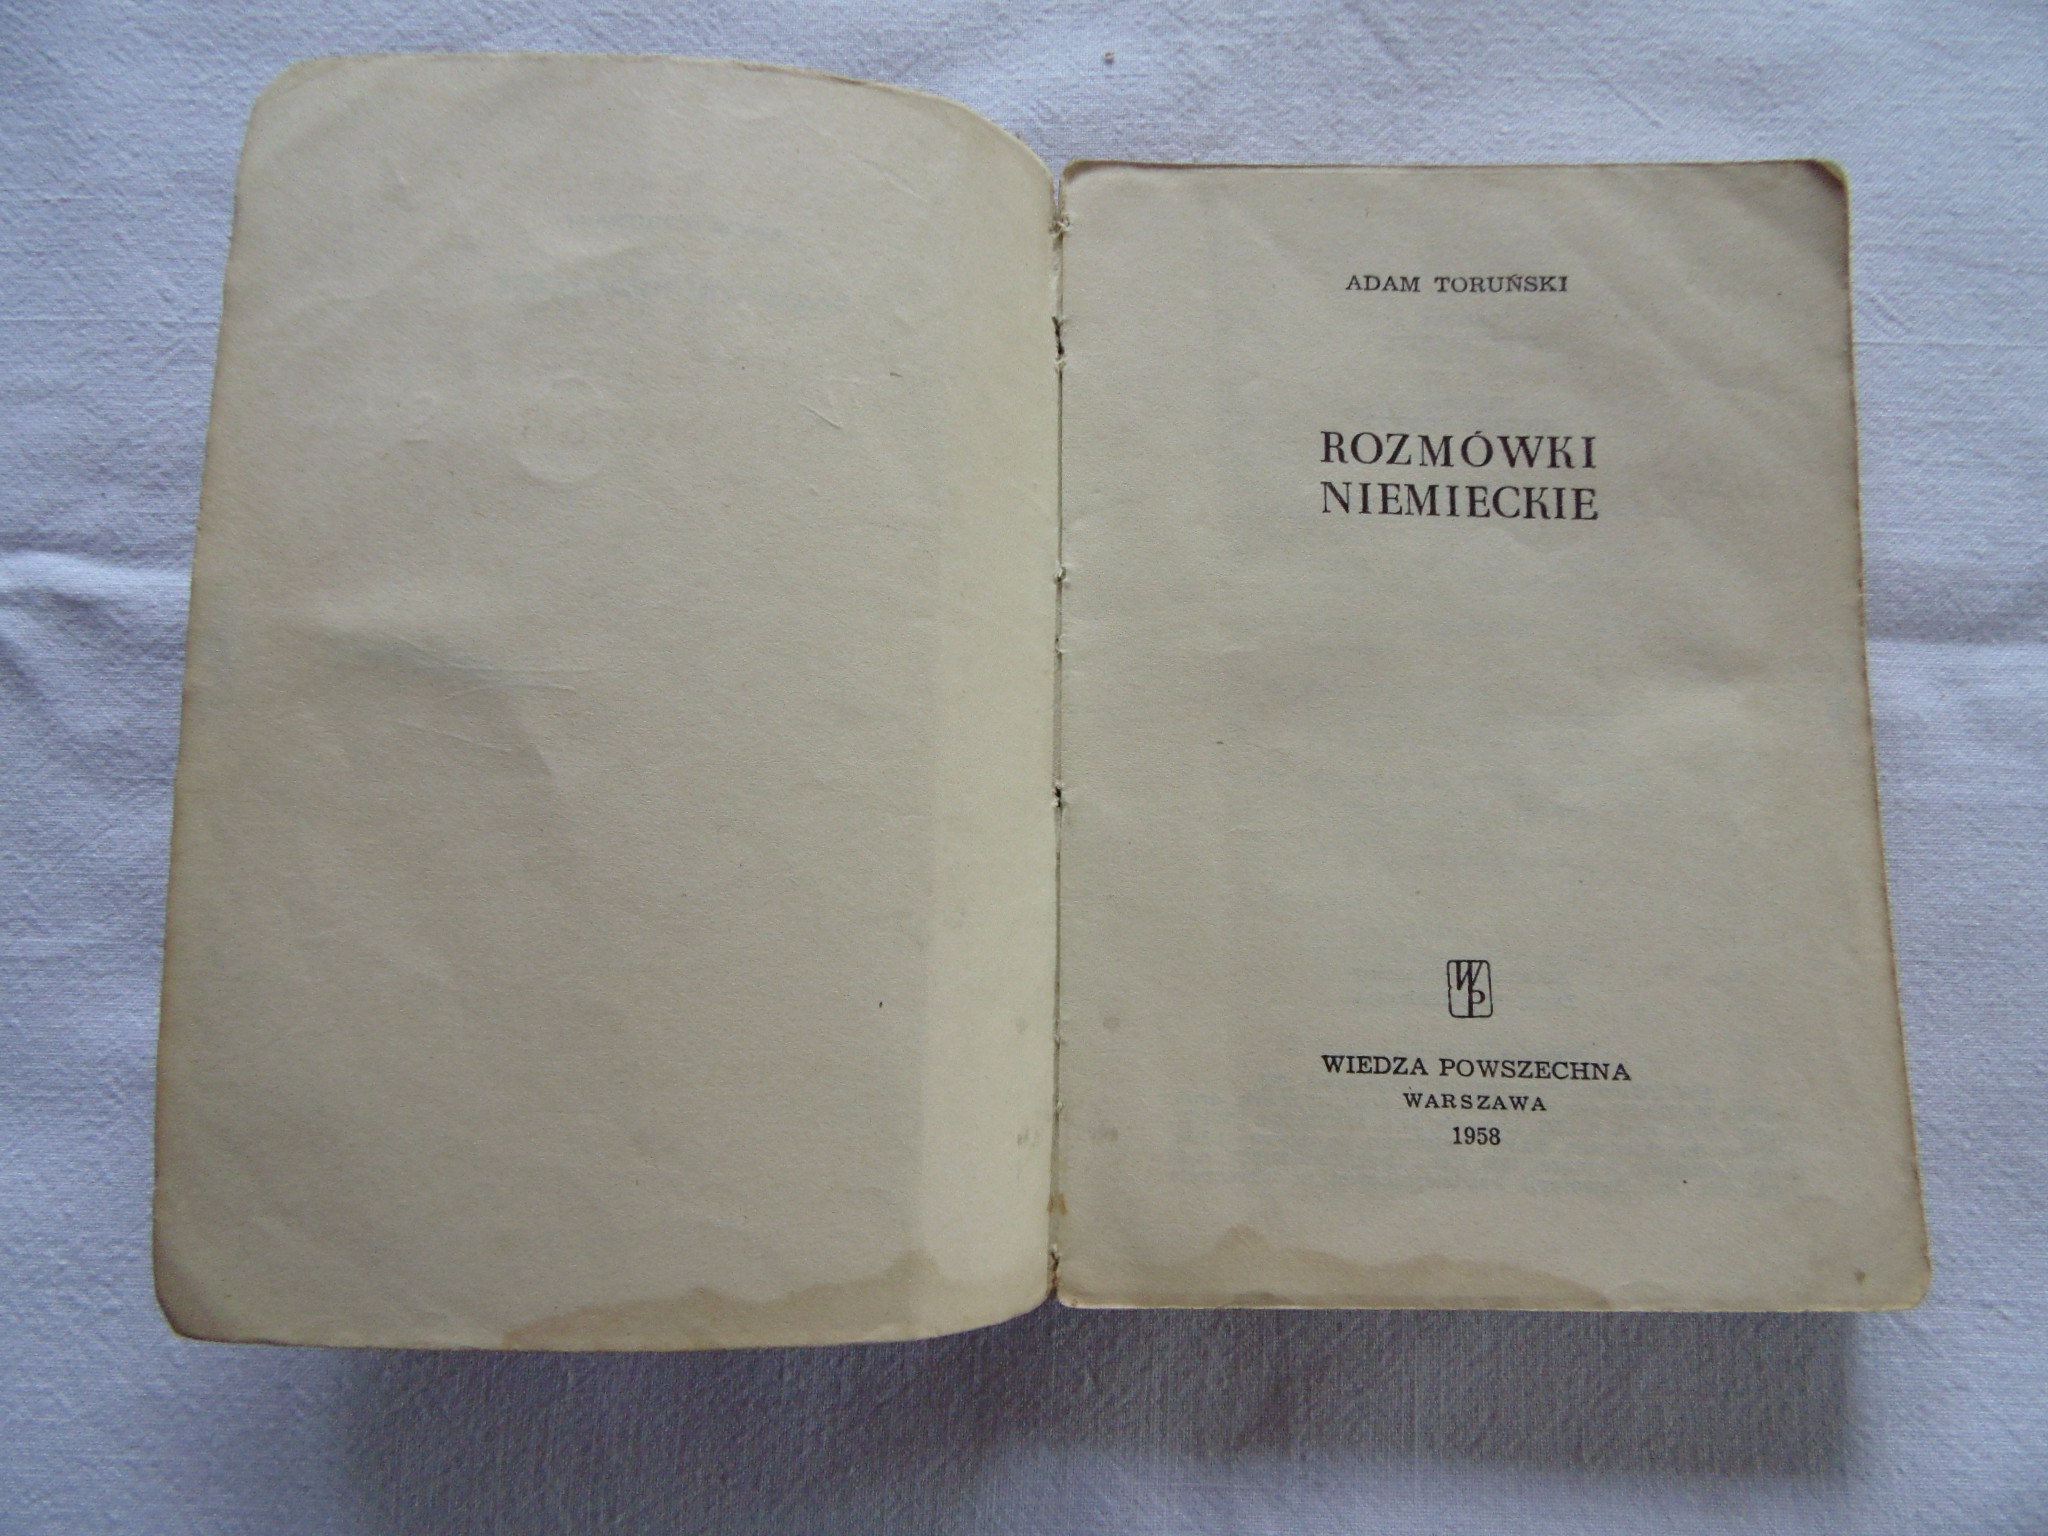 ADAM TORUŃSKI
ROZMÓWKI
NIEMIECKIE
WP
WIEDZA POWSZECHNA
WARSZAWA
1958